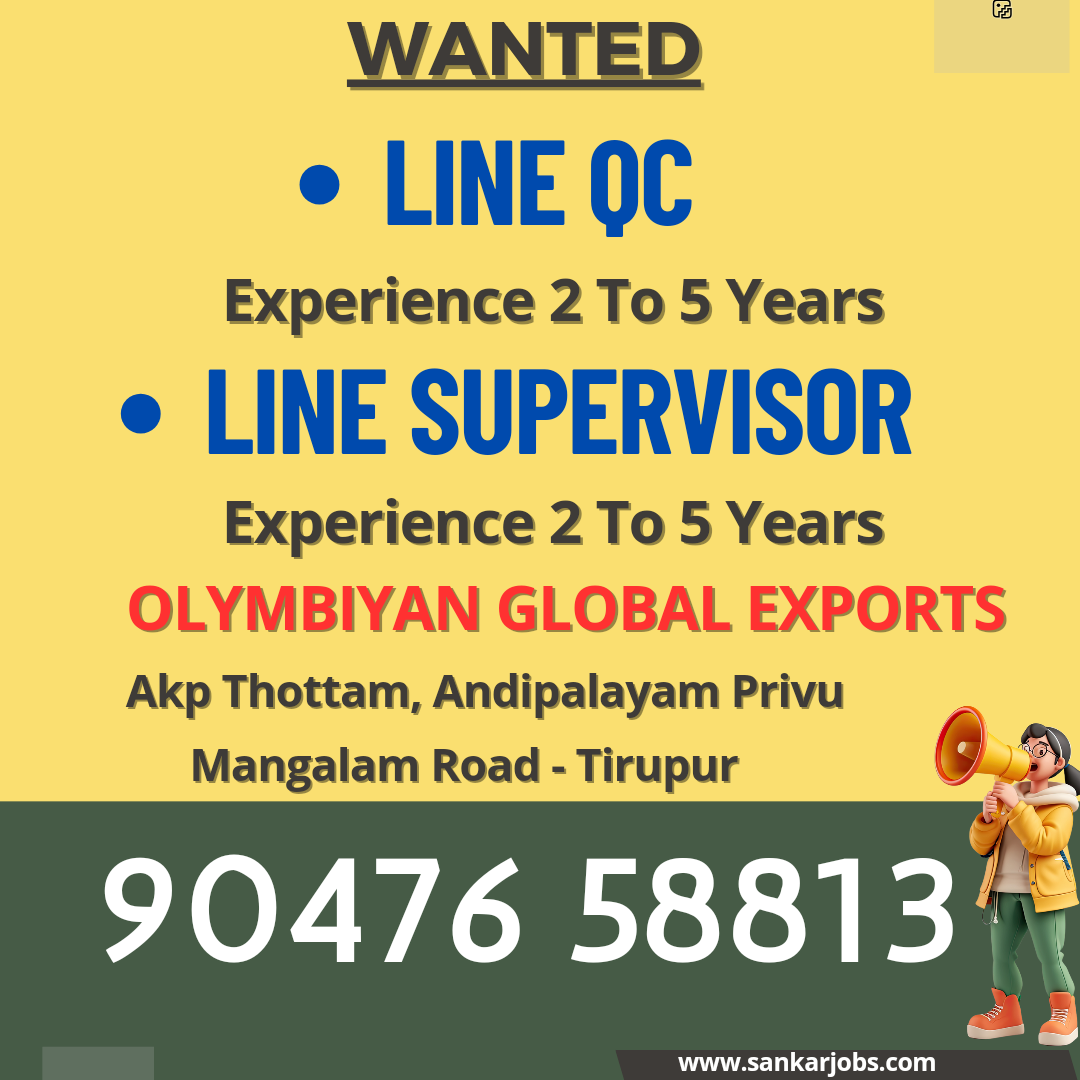 WANTED
• LINE QC
Experience 2 To 5 Years
• LINE SUPERVISOR
Experience 2 To 5 Years
OLYMBIYAN GLOBAL EXPORTS
Akp Thottam, Andipalayam Privu
Mangalam Road - Tirupur
90476 58813
www.sankarjobs.com